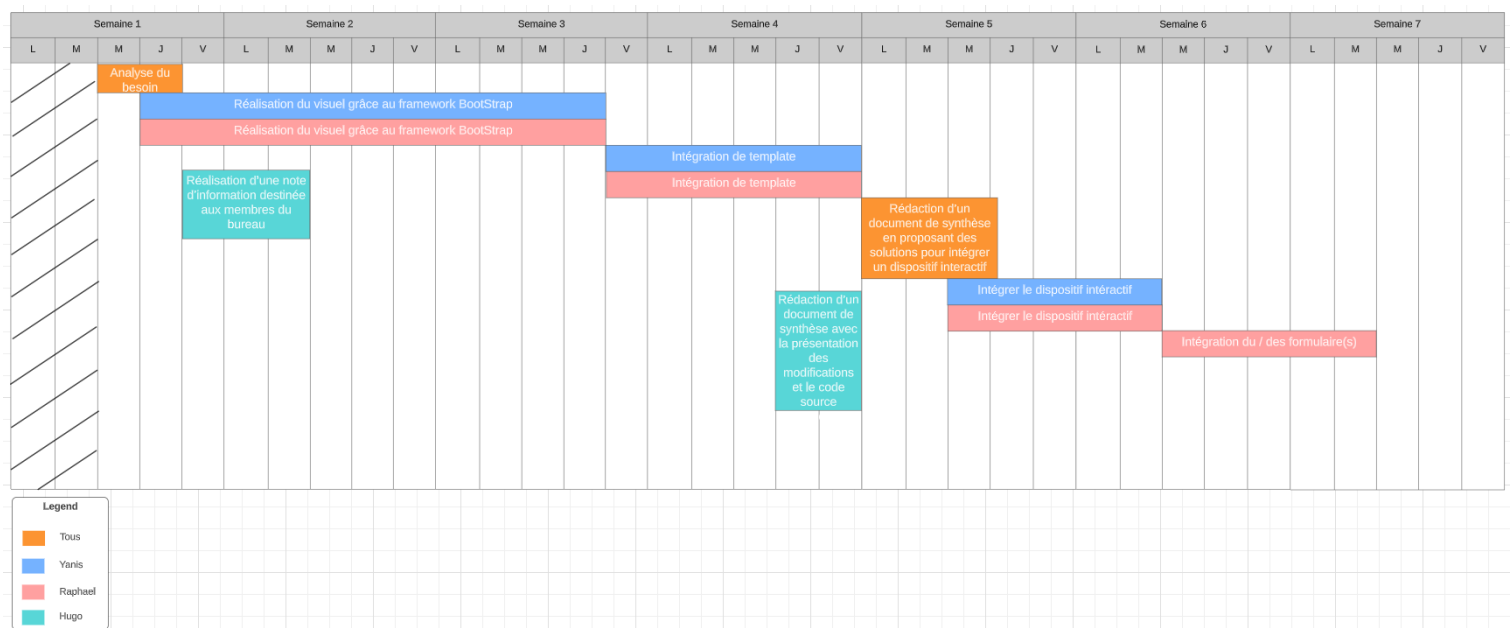 Semaine 1 Semaine 2 Semaine 3 Semaine 4 Semaine 5 Semaine 6 Semaine 7
L M M J V L M M J V L M M J V L M M J V L M M J V L M M J V L M M J V
Analyse du
besoin
Réalisation du visuel grâce au framework BootStrap
Réalisation du visuel grâce au framework BootStrap
Intégration de template
Intégration de template
Réalisation d'une note
d'information destinée
aux membres du
bureau
Rédaction d'un
document de synthèse
en proposant des
solutions pour intégrer
un dispositif interactif
Intégrer le dispositif intéractif
Intégrer le dispositif intéractif
Rédaction d'un
document de
synthèse avec
la présentation
des
modifications
et le code
source
Intégration du / des formulaire(s)
Legend
Tous
Yanis
Raphael
Hugo